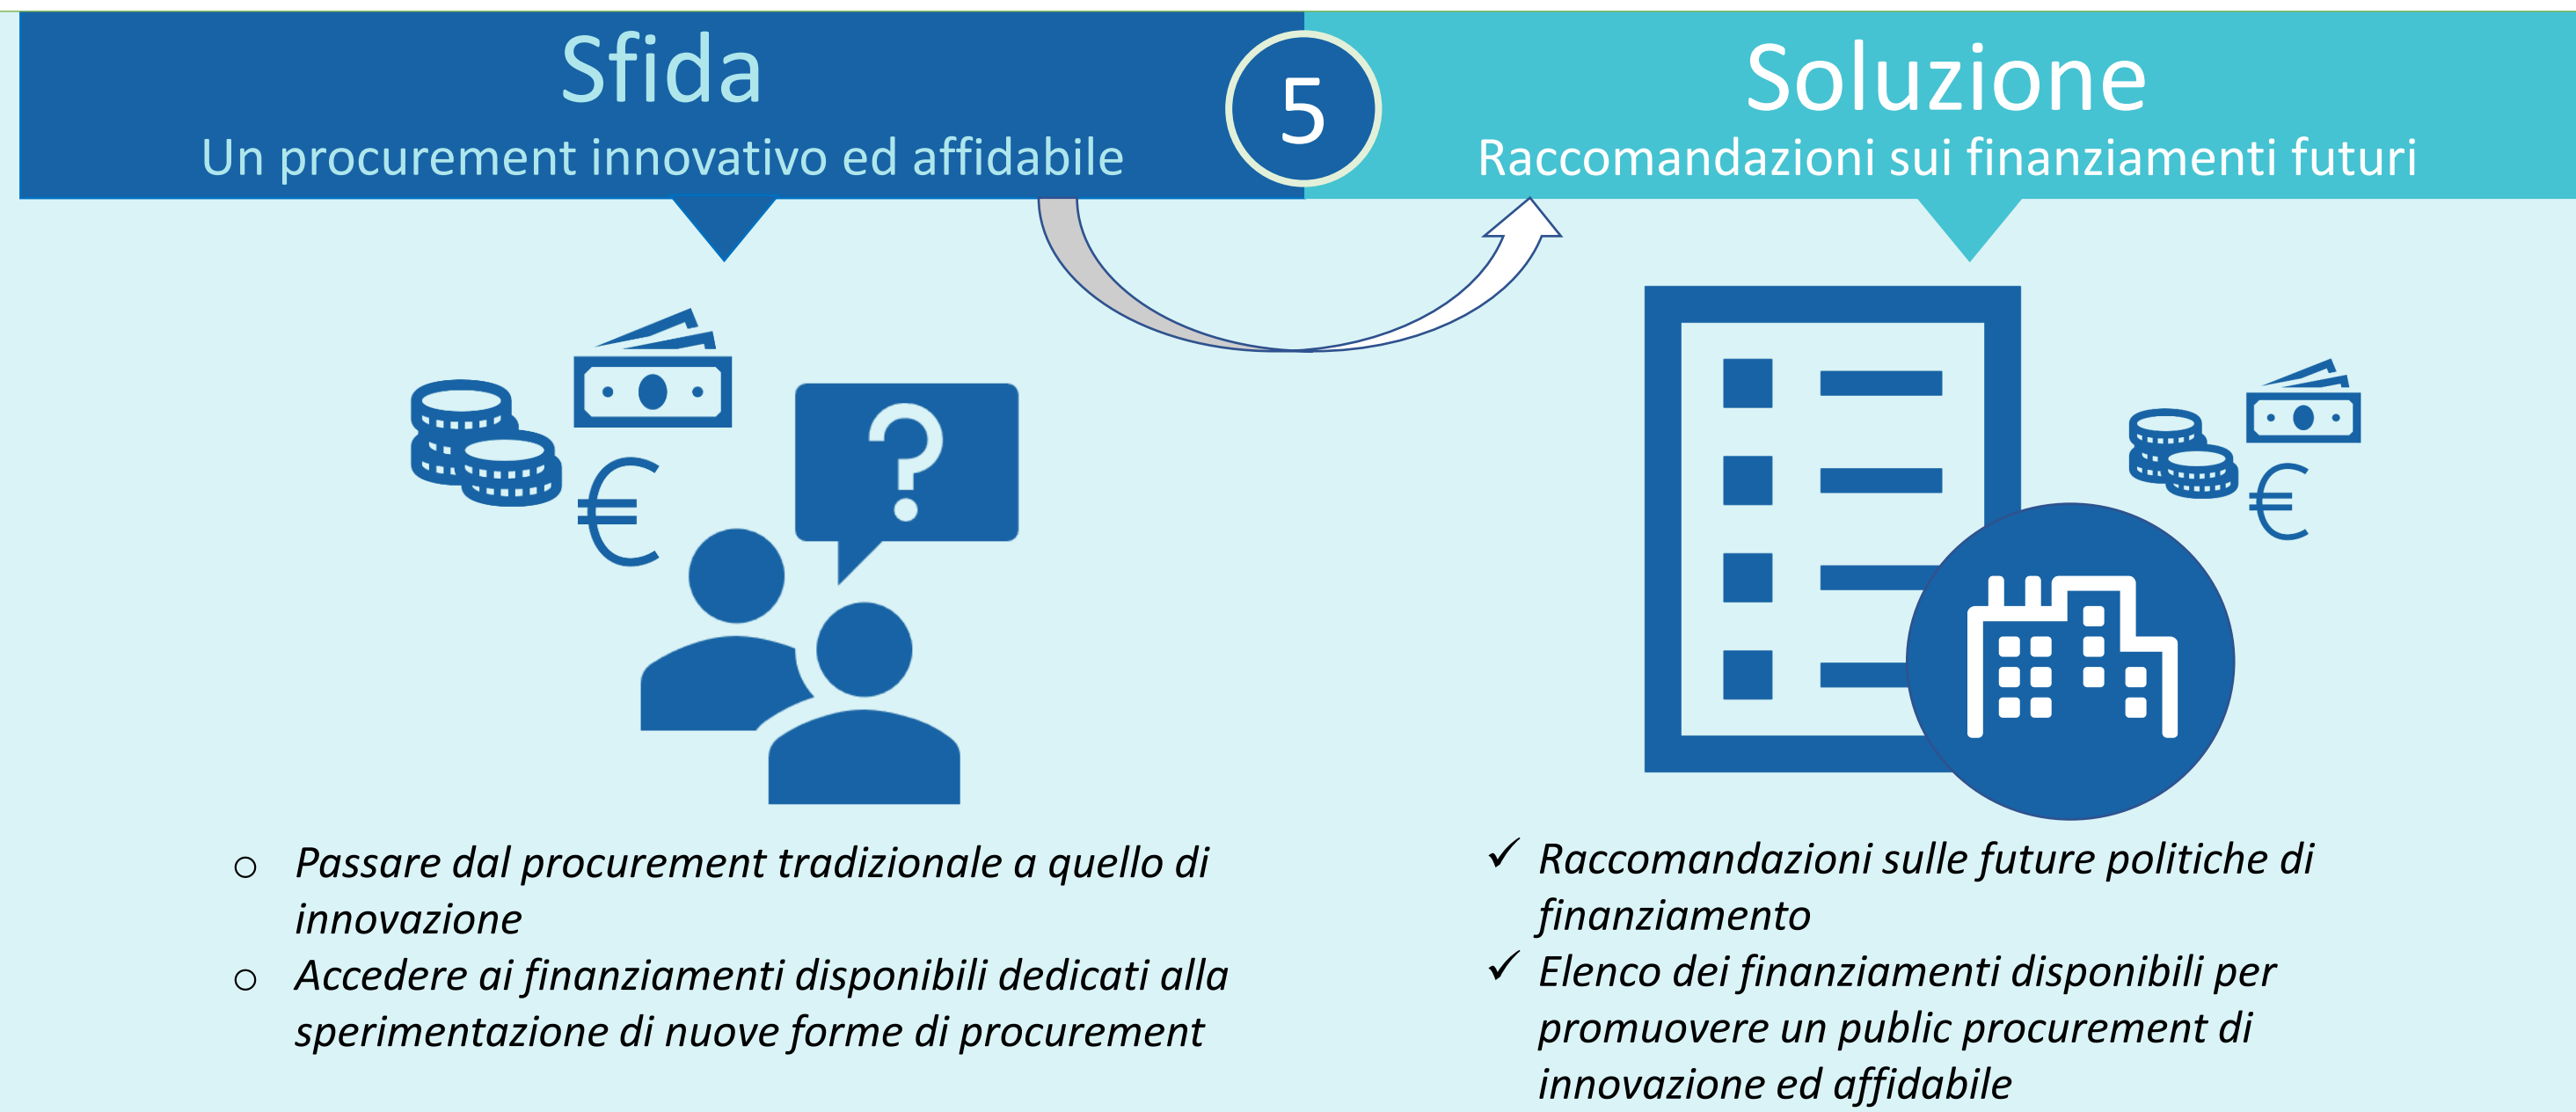 Sfida
Un procurement innovativo ed affidabile
5
Soluzione
Raccomandazioni sui finanziamenti futuri
€
?
€
o Passare dal procurement tradizionale a quello di
innovazione
o Accedere ai finanziamenti disponibili dedicati alla
sperimentazione di nuove forme di procurement
✓ Raccomandazioni sulle future politiche di
finanziamento
✓ Elenco dei finanziamenti disponibili per
promuovere un public procurement di
innovazione ed affidabile